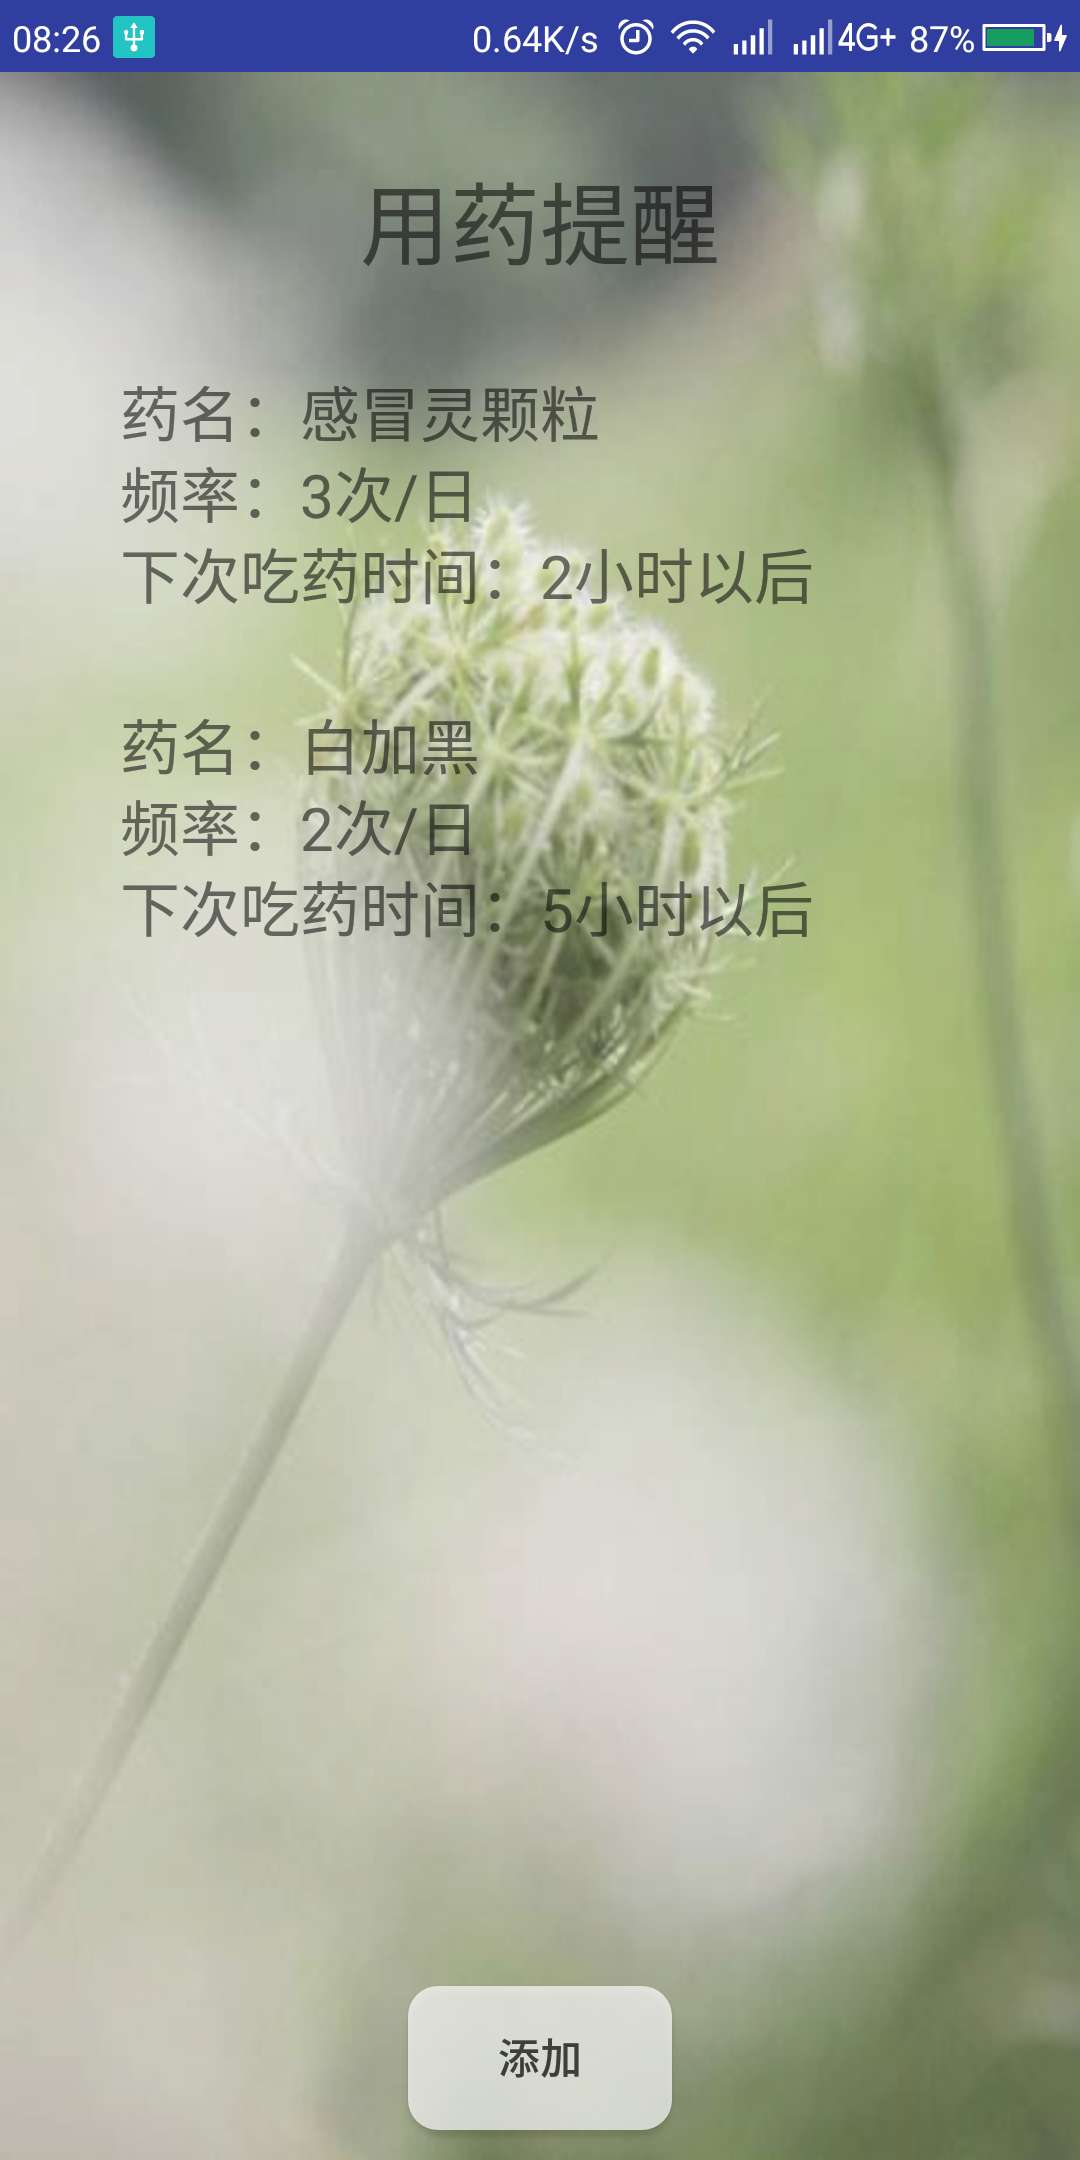 08:26 0.64K/s 4G+ 87%
用药提醒
药名：感冒灵颗粒
频率：3次/日
下次吃药时间：2小时以后
药名：白加黑
频率：2次/日
下次吃药时间：5小时以后
添加